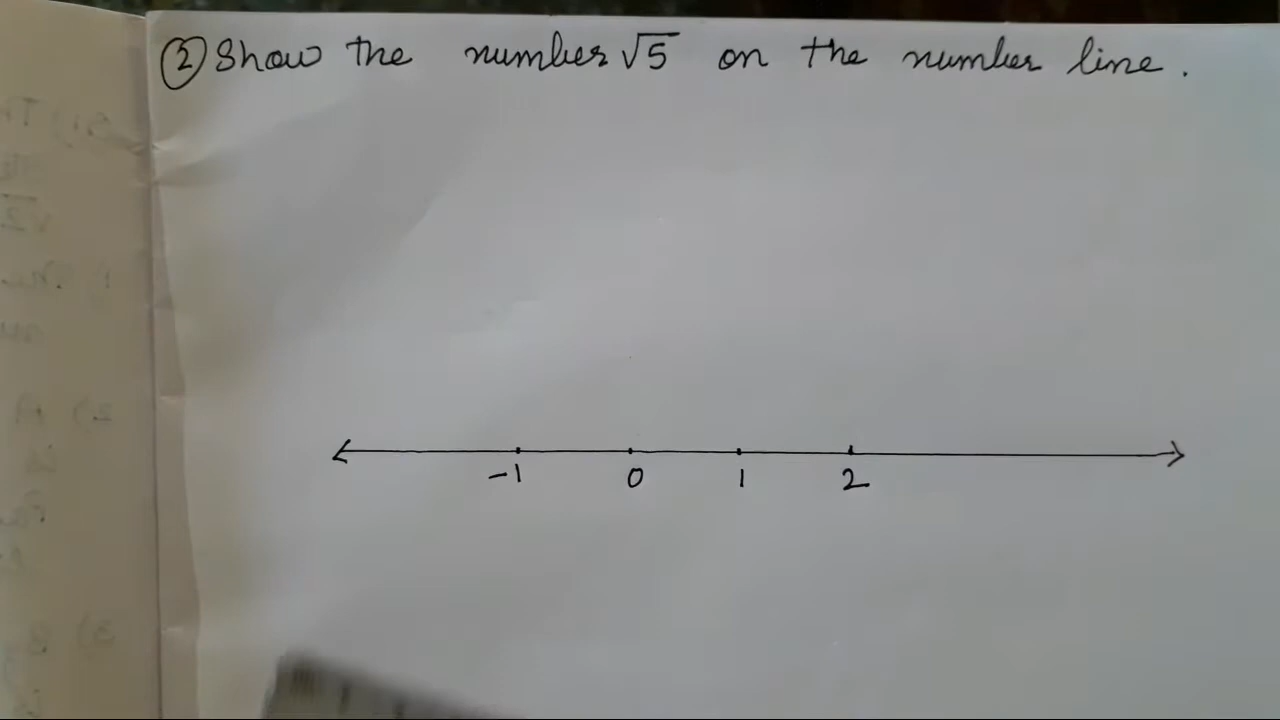 ② Show the number √5 on the number line.
-1 0 1 2